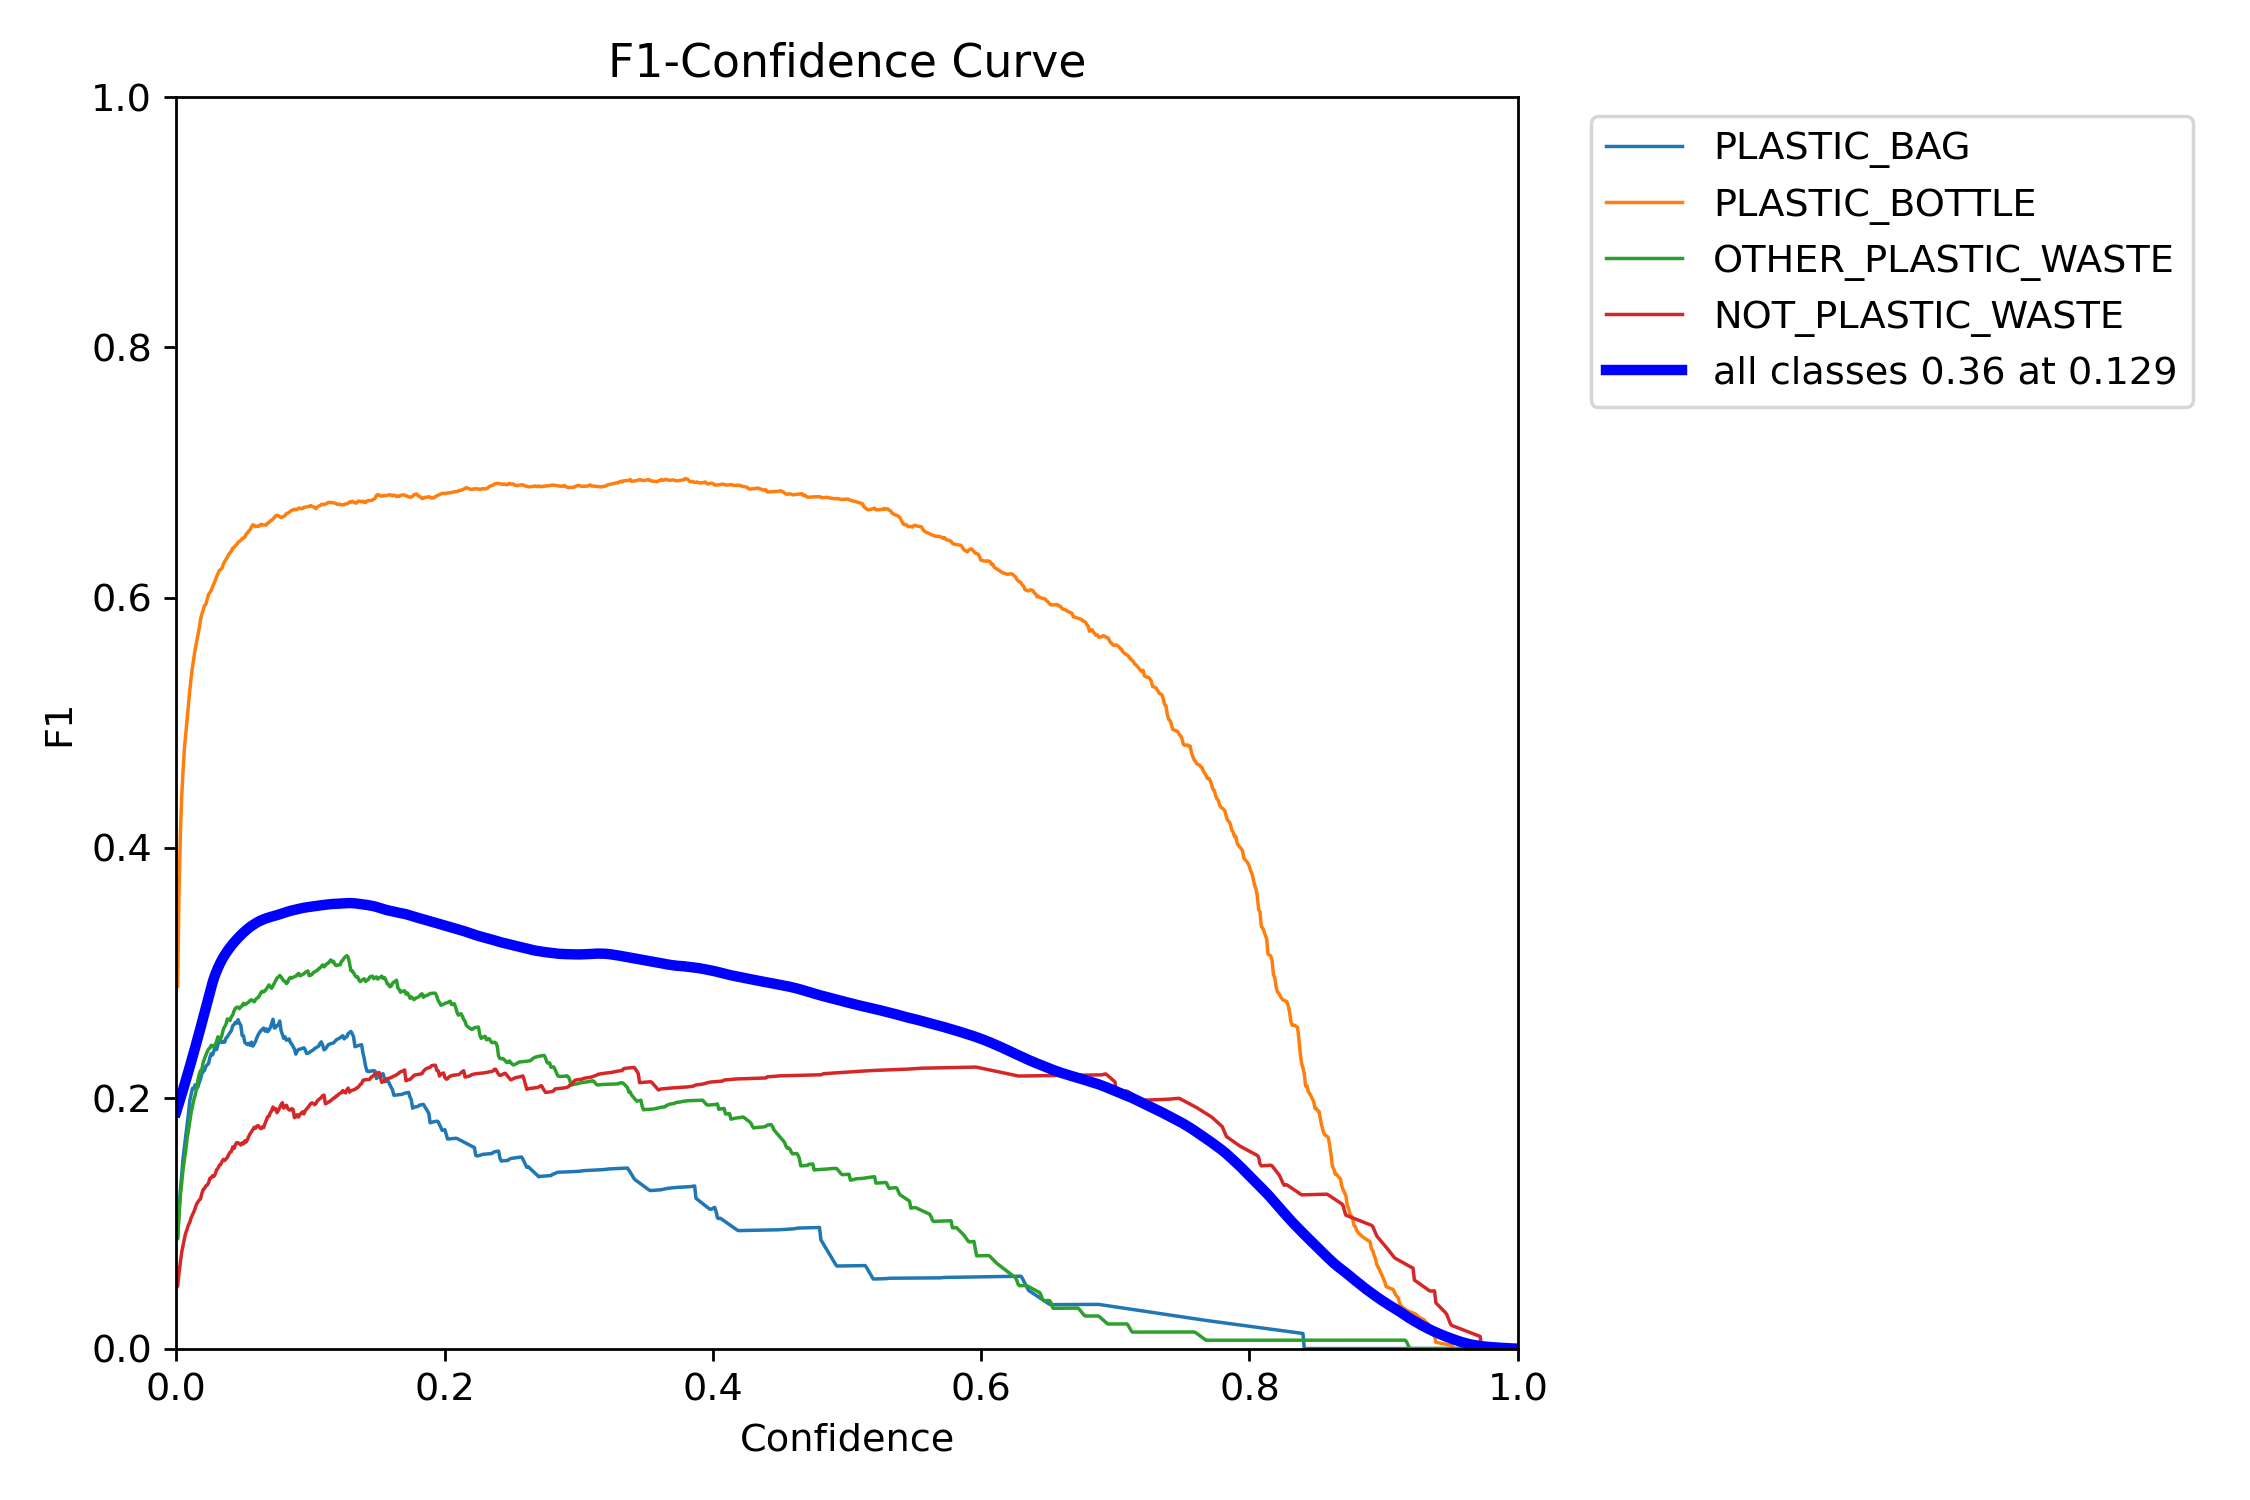 F1-Confidence Curve
1.0
0.8
0.6
0.4
0.2
0.0
F1
0.0 0.2 0.4 0.6 0.8 1.0
Confidence
PLASTIC_BAG
PLASTIC_BOTTLE
OTHER_PLASTIC_WASTE
NOT_PLASTIC_WASTE
all classes 0.36 at 0.129